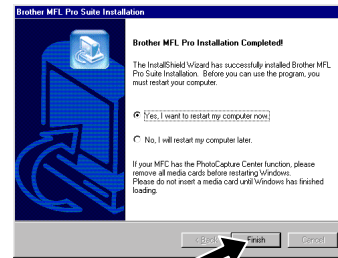 Brother MFL Pro Suite Installation
Brother MFL Pro Installation Completed!
The InstallShield Wizard has successfully installed Brother MFL
Pro Suite Installation. Before you can use the program, you
must restart your computer.
Yes, I want to restart my computer now.
No, I will restart my computer later.
If your MFC has the PhotoCapture Center function, please
remove all media cards before restarting Windows.
Please do not insert a media card until Windows has finished
loading.
< Back Finish Cancel